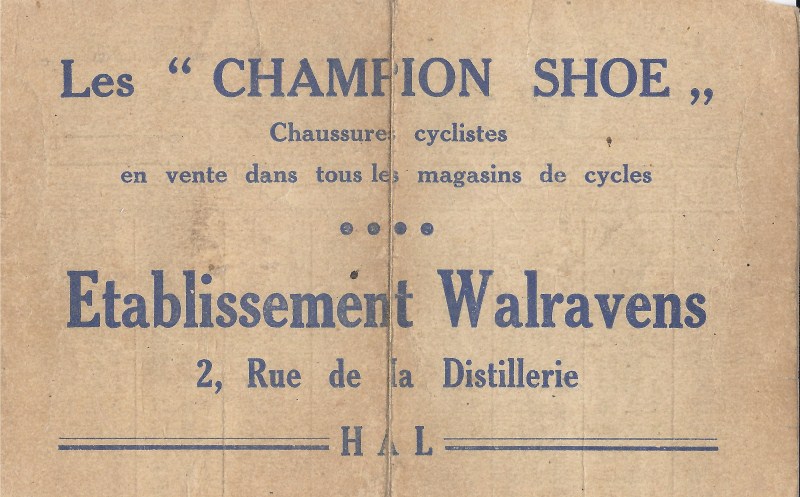 Les “ CHAMPION SHOE „
Chaussures cyclistes
en vente dans tous les magasins de cycles
Etablissement Walravens
2, Rue de la Distillerie
HAL